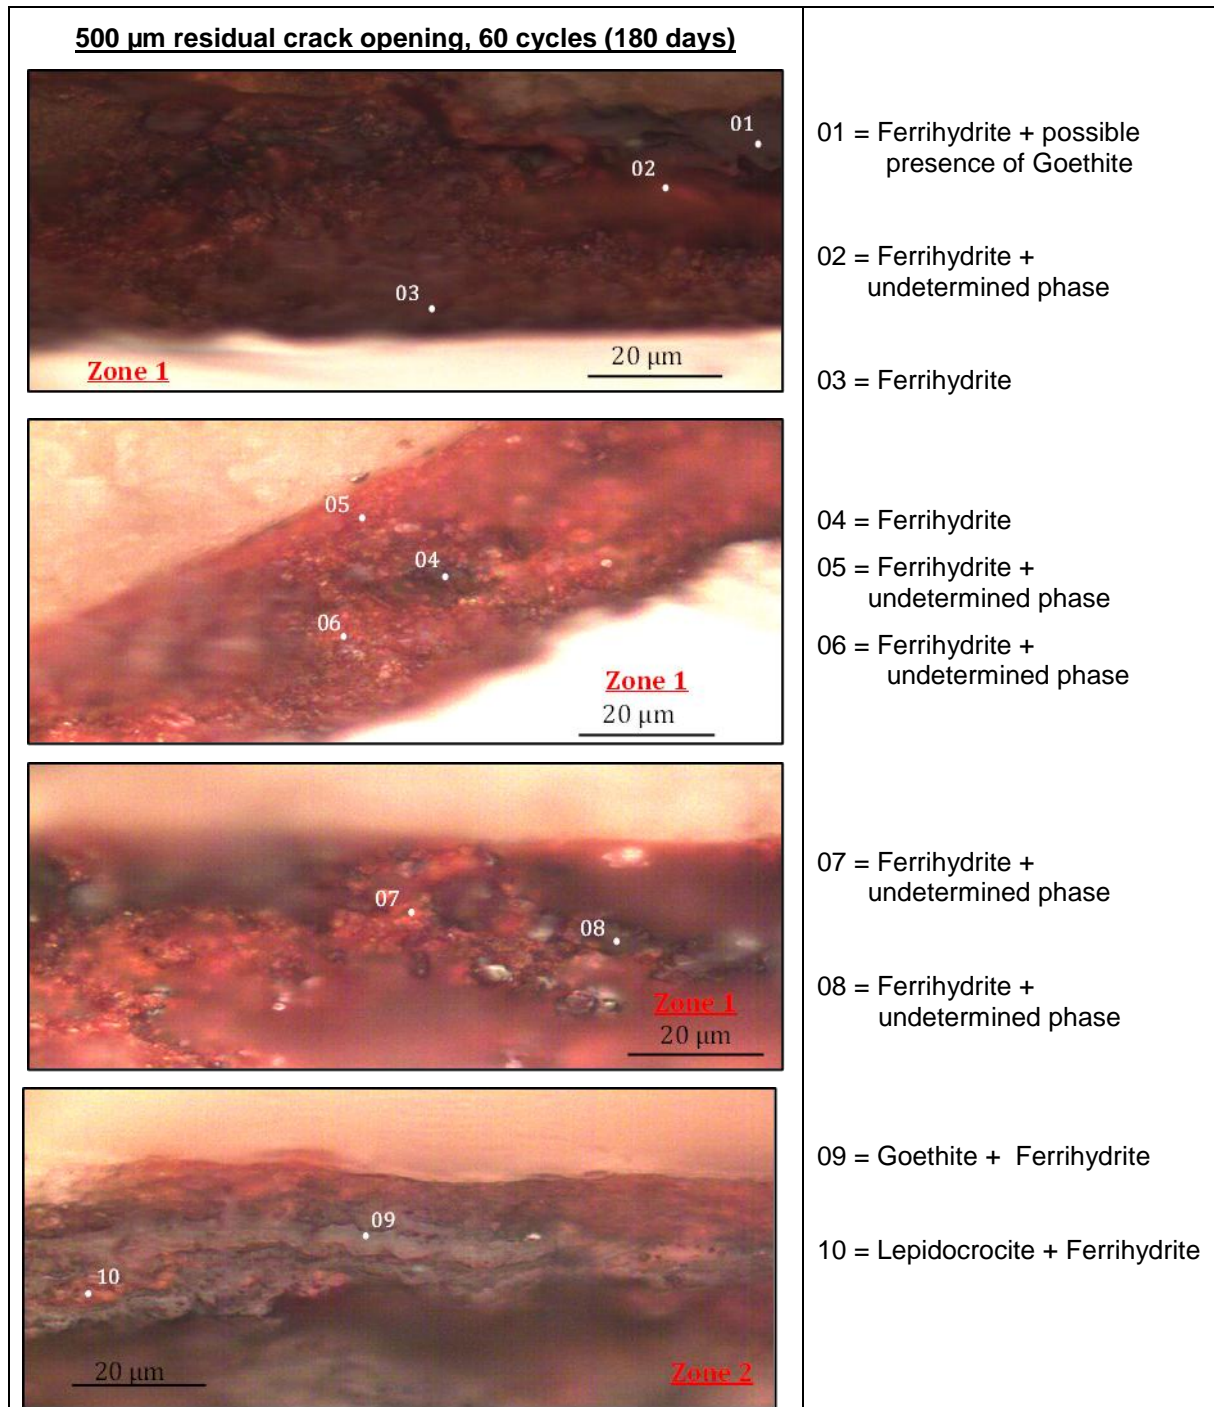 500 µm residual crack opening, 60 cycles (180 days)
01
02
03
Zone 1
20 µm
01 = Ferrihydrite + possible
presence of Goethite
02 = Ferrihydrite +
undetermined phase
03 = Ferrihydrite
05
04
06
Zone 1
20 µm
04 = Ferrihydrite
05 = Ferrihydrite +
undetermined phase
06 = Ferrihydrite +
undetermined phase
07
08
Zone 1
20 µm
07 = Ferrihydrite +
undetermined phase
08 = Ferrihydrite +
undetermined phase
09
10
20 µm
Zone 2
09 = Goethite + Ferrihydrite
10 = Lepidocrocite + Ferrihydrite